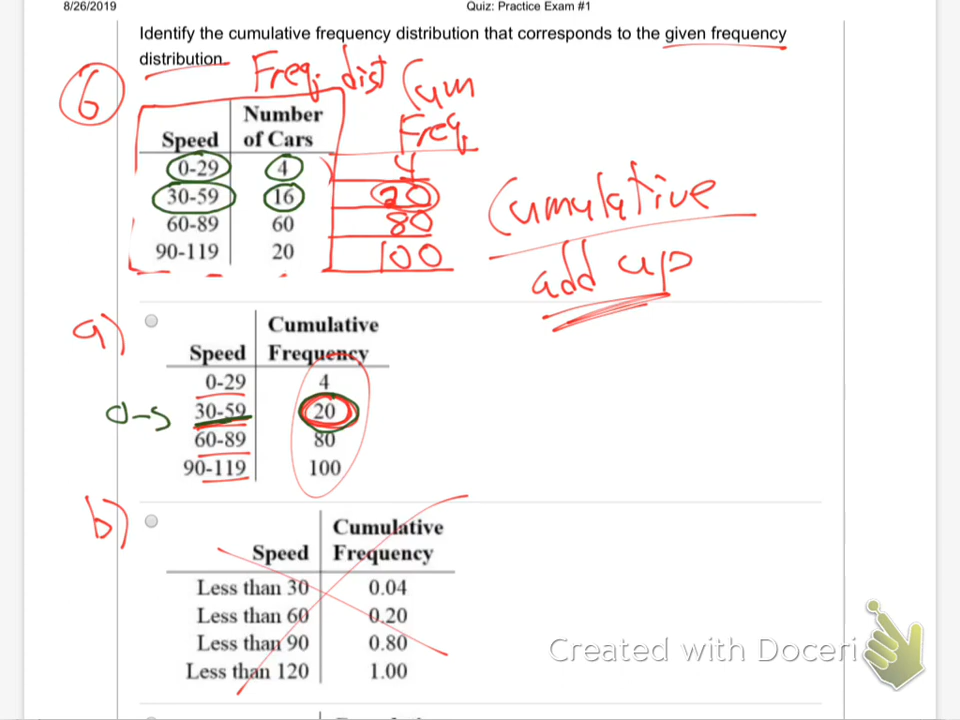 8/26/2019 Quiz: Practice Exam #1
Identify the cumulative frequency distribution that corresponds to the given frequency
distribution.
Freq. dist Cum
Freq.
6
Number
Speed of Cars
0-29 4 4
30-59 16 20
60-89 60 80
90-119 20 100
Cumulative
add up
a)
Cumulative
Speed Frequency
0-29 4
0-5 30-59 20
60-89 80
90-119 100
b)
Cumulative
Speed Frequency
Less than 30 0.04
Less than 60 0.20
Less than 90 0.80
Less than 120 1.00
Created with Doceri